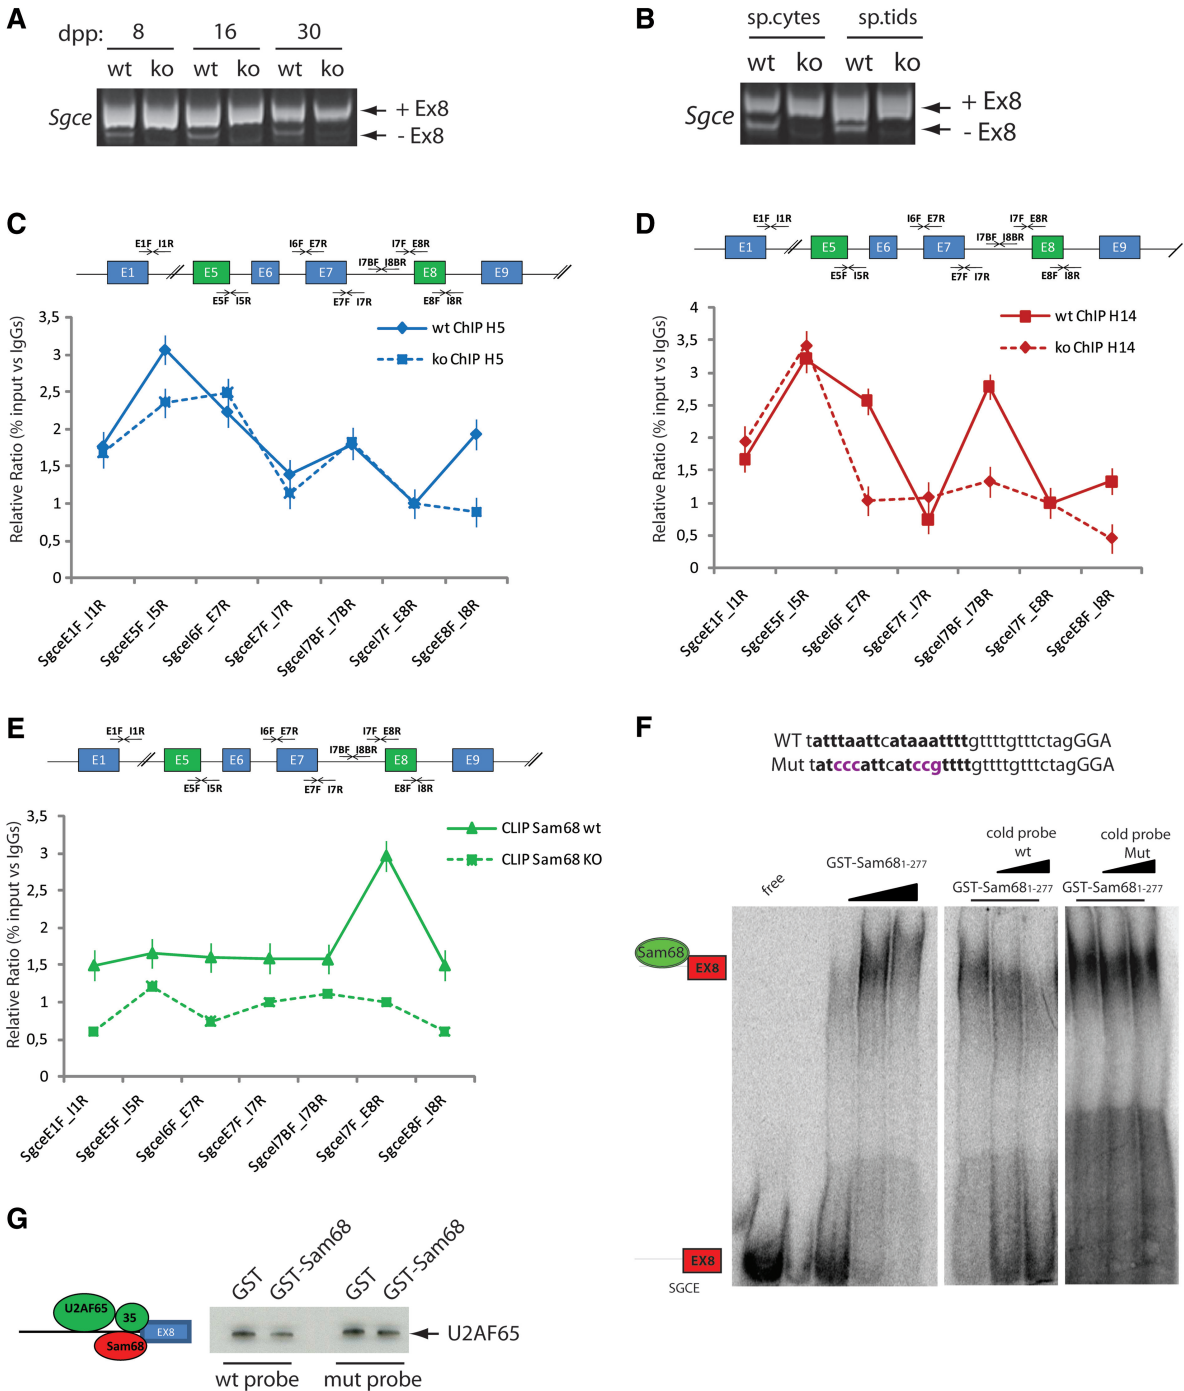 A
dpp: 8 16 30
wt ko wt ko wt ko
Sgce
+ Ex8
- Ex8
B
sp.cytes sp.tids
wt ko wt ko
Sgce
+ Ex8
- Ex8
C
E1F I1R
I6F E7R
I7F E8R
I7BF I8BR
E1 E5 E6 E7 E8 E9
E5F I5R
E7F I7R
E8F I8R
Relative Ratio (% input vs IgGs)
3,5
3
2,5
2
1,5
1
0,5
0
wt ChIP H5
ko ChIP H5
SgceE1F_I1R
SgceE5F_I5R
SgceI6F_E7R
SgceE7F_I7R
SgceI7BF_I7BR
SgceI7F_E8R
SgceE8F_I8R
D
E1F I1R
I6F E7R
I7F E8R
I7BF I8BR
E1 E5 E6 E7 E8 E9
E5F I5R
E7F I7R
E8F I8R
Relative Ratio (% input vs IgGs)
4
3,5
3
2,5
2
1,5
1
0,5
0
wt ChIP H14
ko ChIP H14
SgceE1F_I1R
SgceE5F_I5R
SgceI6F_E7R
SgceE7F_I7R
SgceI7BF_I7BR
SgceI7F_E8R
SgceE8F_I8R
E
E1F I1R
I6F E7R
I7F E8R
I7BF I8BR
E1 E5 E6 E7 E8 E9
E5F I5R
E7F I7R
E8F I8R
Relative Ratio (% input vs IgGs)
3,5
3
2,5
2
1,5
1
0,5
0
CLIP Sam68 wt
CLIP Sam68 KO
SgceE1F_I1R
SgceE5F_I5R
SgceI6F_E7R
SgceE7F_I7R
SgceI7BF_I7BR
SgceI7F_E8R
SgceE8F_I8R
F
WT tatttaattcataaattttgttttgtttctagGGA
Mut tatcccattcatccgttttgttttgtttctagGGA
free
GST-Sam681-277
cold probe
wt
GST-Sam681-277
cold probe
Mut
GST-Sam681-277
Sam68
EX8
EX8
SGCE
G
U2AF65
35
EX8
Sam68
GST
GST-Sam68
GST
GST-Sam68
U2AF65
wt probe
mut probe